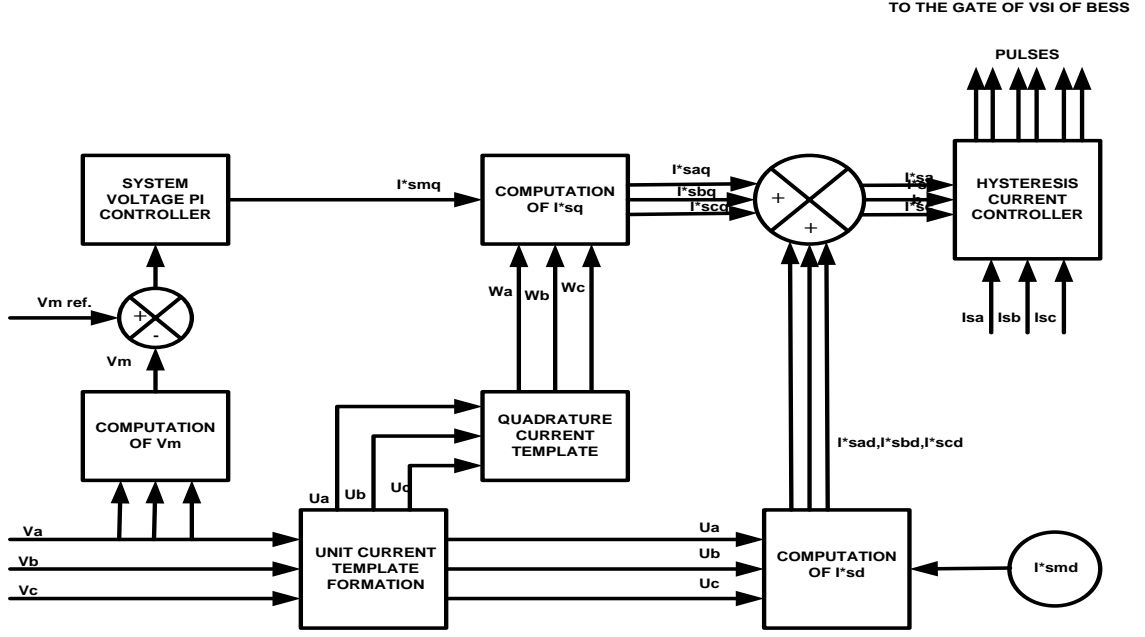 TO THE GATE OF VSI OF BESS
PULSES
SYSTEM
VOLTAGE PI
CONTROLLER
I*smq
COMPUTATION
OF I*sq
I*saq
I*sbq
I*scq
+
+
I*sa
HYSTERESIS
CURRENT
CONTROLLER
Wa
Wb
Wc
Isa
Isb
Isc
Vm ref.
+
-
Vm
COMPUTATION
OF Vm
QUADRATURE
CURRENT
TEMPLATE
I*sad,I*sbd,I*scd
Ua
Ub
Uc
Va
Vb
Vc
UNIT CURRENT
TEMPLATE
FORMATION
Ua
Ub
Uc
COMPUTATION
OF I*sd
I*smd